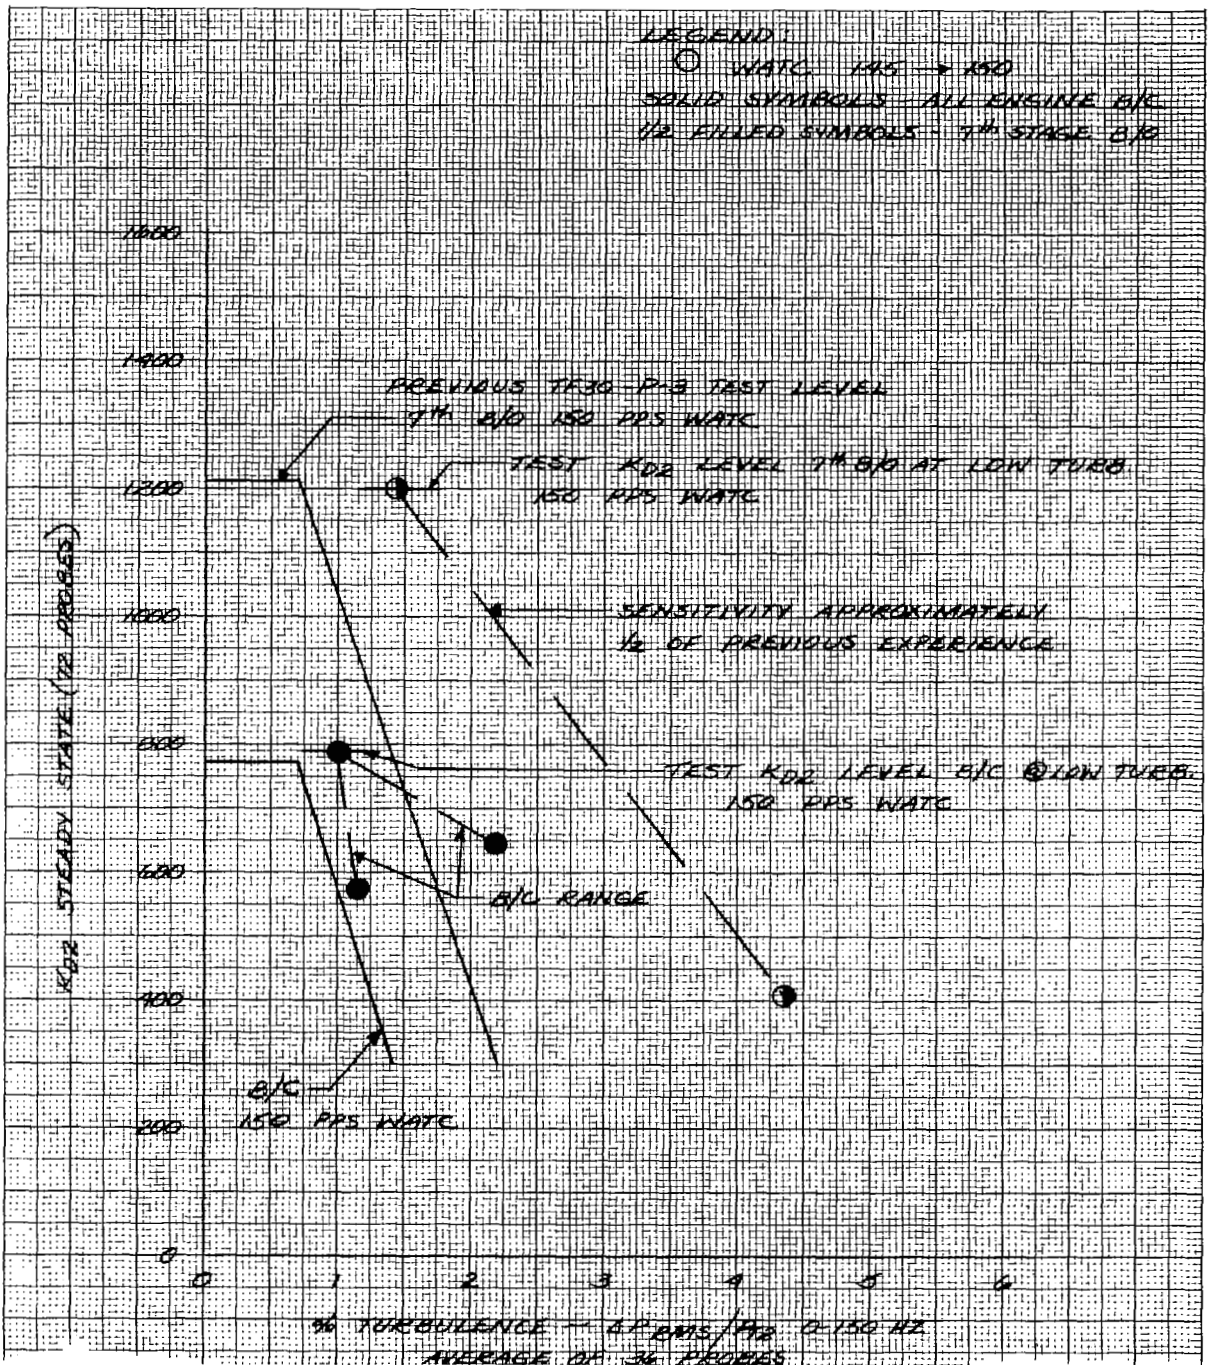 LEGEND:
WATC 145 → 150
SOLID SYMBOLS - ALL ENGINE B/C
1/2 FILLED SYMBOLS - 7th STAGE B/O
1600
1400
PREVIOUS TF30-P-3 TEST LEVEL
7th B/O 150 PPS WATC
TEST KD2 LEVEL 7th B/O AT LOW TURB.
150 PPS WATC
1200
1000
SENSITIVITY APPROXIMATELY
1/2 OF PREVIOUS EXPERIENCE
KD2 STEADY STATE (72 PROBES)
800
TEST KD2 LEVEL B/C @ LOW TURB.
150 PPS WATC
600
B/C RANGE
400
B/C
150 PPS WATC
200
0
0 1 2 3 4 5 6
% TURBULENCE - ΔP RMS/Pt2 0-150 HZ
AVERAGE OF 36 PROBES